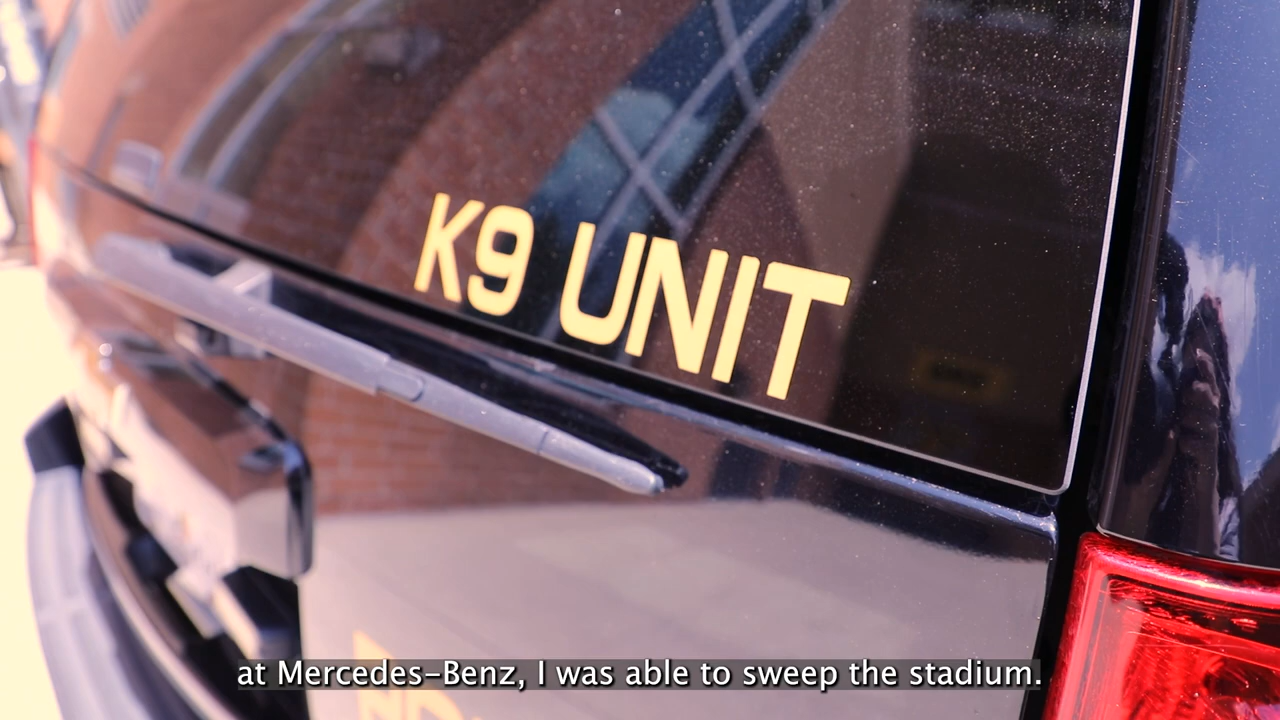 K9 UNIT
at Mercedes-Benz, I was able to sweep the stadium.